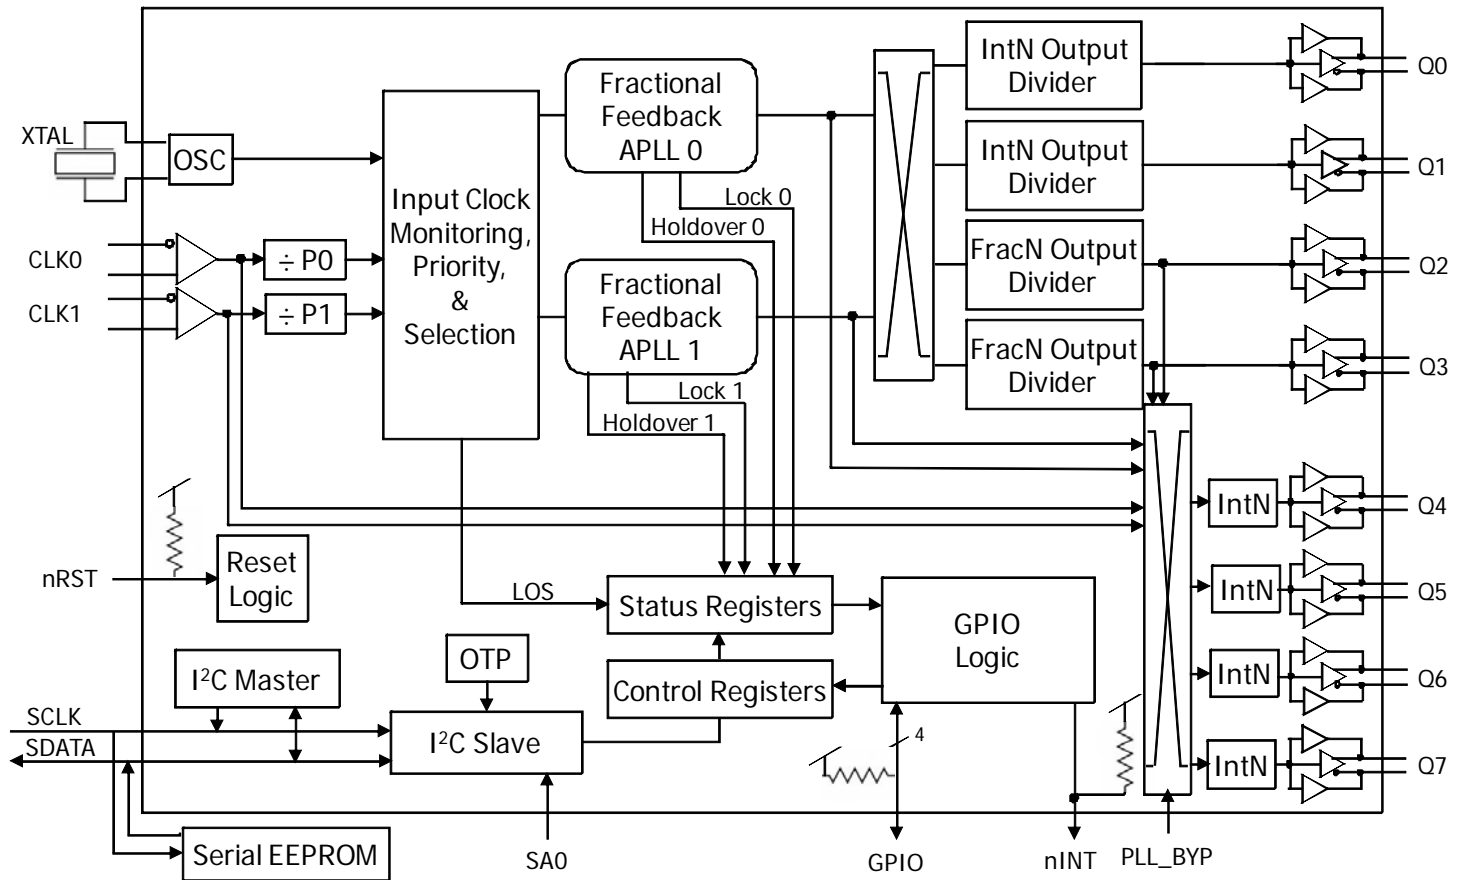 IntN Output
Divider
Q0
Fractional
Feedback
APLL 0
XTAL
OSC
IntN Output
Divider
Q1
Input Clock
Monitoring,
Priority,
&
Selection
Lock 0
Holdover 0
CLK0
÷ P0
FracN Output
Divider
Q2
CLK1
÷ P1
Fractional
Feedback
APLL 1
FracN Output
Divider
Q3
Lock 1
Holdover 1
IntN
Q4
nRST
Reset
Logic
LOS
Status Registers
GPIO
Logic
IntN
Q5
OTP
I²C Master
Control Registers
IntN
Q6
SCLK
SDATA
I²C Slave
4
IntN
Q7
Serial EEPROM
SA0
GPIO
nINT
PLL_BYP